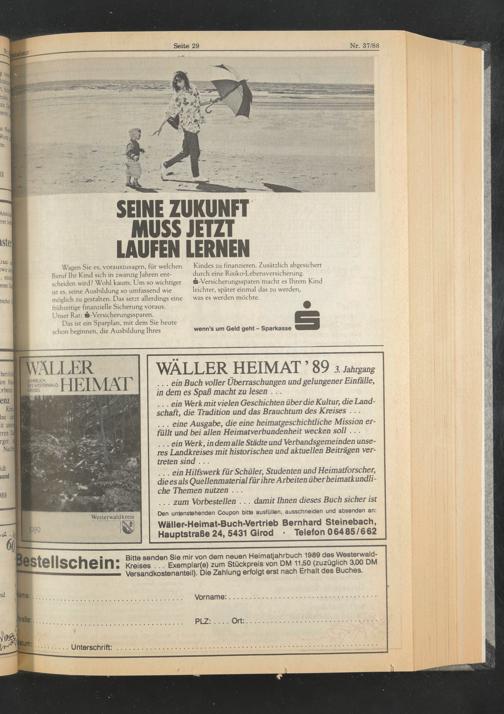 Seite 29
Nr. 37/88
SEINE ZUKUNFT
MUSS JETZT
LAUFEN LERNEN
Wagen Sie es, vorauszusagen, für welchen
Beruf Ihr Kind sich in zwanzig Jahren ent-
scheiden wird? Wohl kaum. Um so wichtiger
ist es, seine Ausbildung so umfassend wie
möglich zu gestalten. Das setzt allerdings eine
frühzeitige finanzielle Sicherung voraus.
Unser Rat: -Versicherungssparen.
Das ist ein Sparplan, mit dem Sie heute
schon beginnen, die Ausbildung Ihres
Kindes zu finanzieren. Zusätzlich abgesichert
durch eine Risiko-Lebensversicherung.
-Versicherungssparen macht es Ihrem Kind
leichter, später einmal das zu werden,
was es werden möchte.
wenn's um Geld geht – Sparkasse
WÄLLER
HEIMAT
Westerwaldkreis
1989
WÄLLER HEIMAT '89 3. Jahrgang
. . . ein Buch voller Überraschungen und gelungener Einfälle,
in dem es Spaß macht zu lesen . . .
. . . ein Werk mit vielen Geschichten über die Kultur, die Land-
schaft, die Tradition und das Brauchtum des Kreises . . .
. . . eine Ausgabe, die eine heimatgeschichtliche Mission er-
füllt und bei allen Heimatverbundenheit wecken soll . . .
. . . ein Werk, in dem alle Städte und Verbandsgemeinden unse-
res Landkreises mit historischen und aktuellen Beiträgen ver-
treten sind . . .
. . . ein Hilfswerk für Schüler, Studenten und Heimatforscher,
die es als Quellenmaterial für ihre Arbeiten über heimatkundli-
che Themen nutzen . . .
. . . zum Vorbestellen . . . damit Ihnen dieses Buch sicher ist
Den untenstehenden Coupon bitte ausfüllen, ausschneiden und absenden an:
Wäller-Heimat-Buch-Vertrieb Bernhard Steinebach,
Hauptstraße 24, 5431 Girod · Telefon 06485/662
Bestellschein:
Bitte senden Sie mir von dem neuen Heimatjahrbuch 1989 des Westerwald-
Kreises . . . Exemplar(e) zum Stückpreis von DM 11,50 (zuzüglich 3,00 DM
Versandkostenanteil). Die Zahlung erfolgt erst nach Erhalt des Buches.
Vorname:
PLZ: . . . . Ort:
Unterschrift: